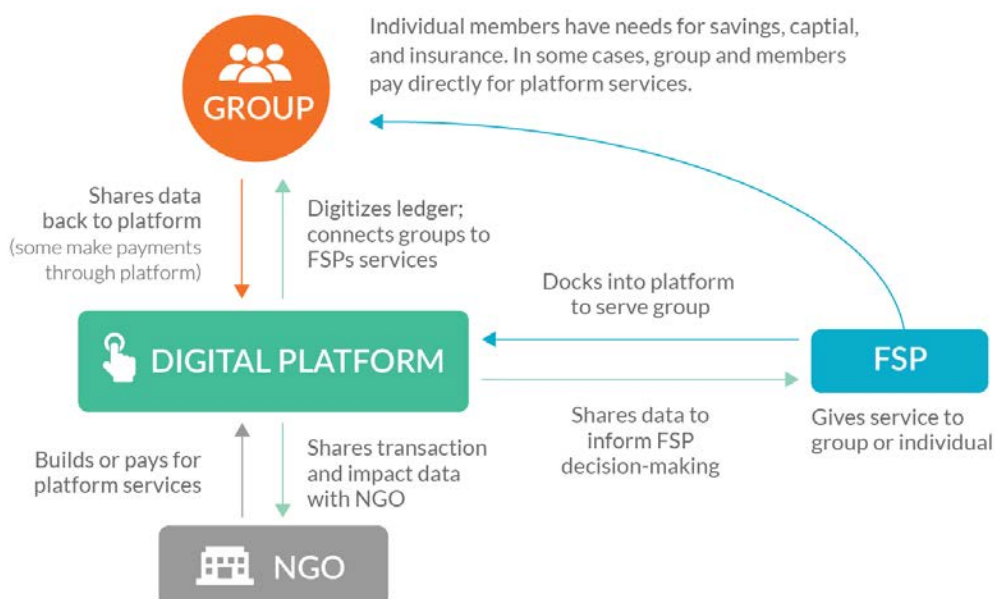 Individual members have needs for savings, captial,
and insurance. In some cases, group and members
pay directly for platform services.
GROUP
Shares data
back to platform
(some make payments
through platform)
Digitizes ledger;
connects groups to
FSPs services
Docks into platform
to serve group
DIGITAL PLATFORM
FSP
Shares data to
inform FSP
decision-making
Gives service to
group or individual
Builds or pays for
platform services
Shares transaction
and impact data
with NGO
NGO